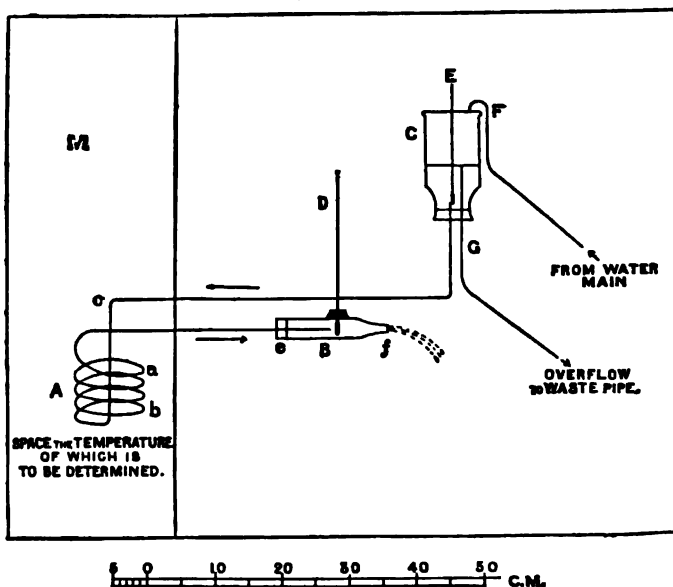 E
F
C
M
D
G
FROM WATER
MAIN
c
e
B
f
a
A
b
OVERFLOW
TO WASTE PIPE.
SPACE THE TEMPERATURE
OF WHICH IS
TO BE DETERMINED.
5 0 10 20 30 40 50 C.M.